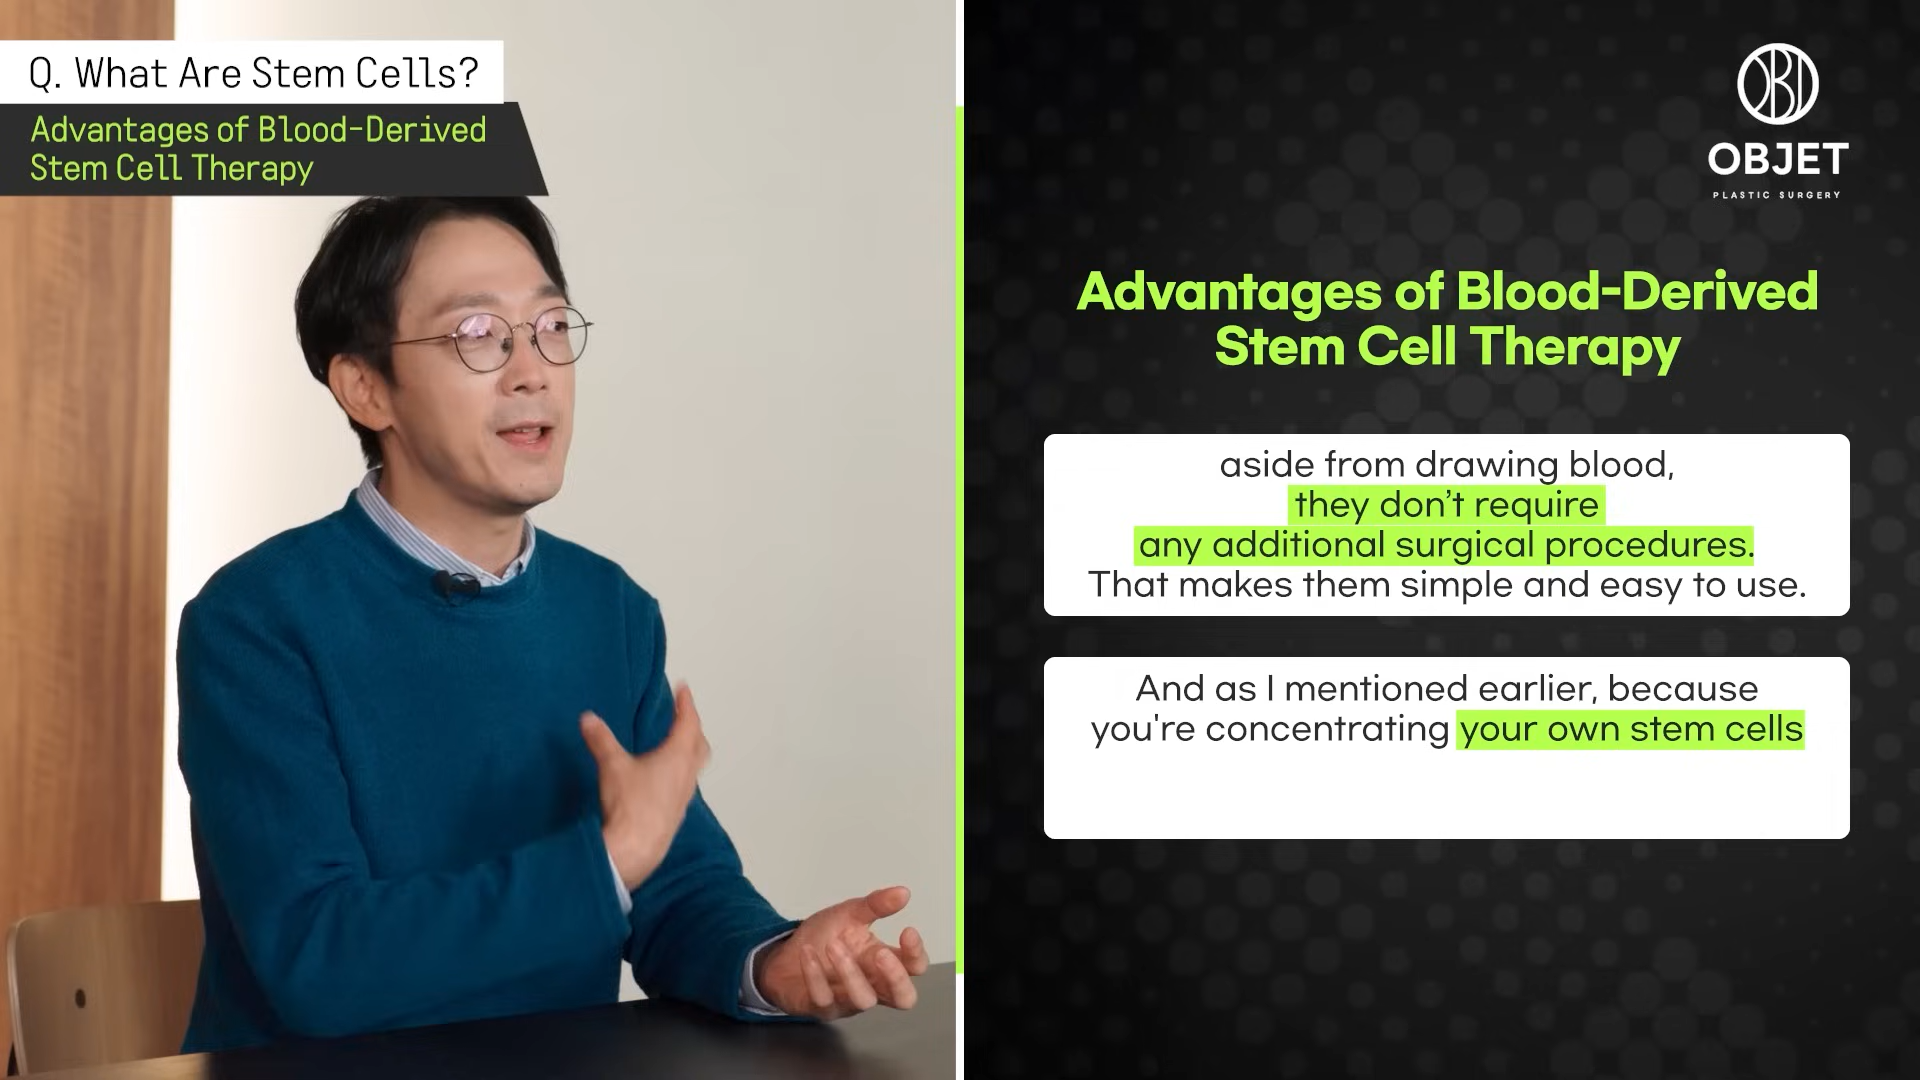 Q. What Are Stem Cells?
Advantages of Blood-Derived
Stem Cell Therapy
OBJET
PLASTIC SURGERY
Advantages of Blood-Derived
Stem Cell Therapy
aside from drawing blood,
they don’t require
any additional surgical procedures.
That makes them simple and easy to use.
And as I mentioned earlier, because
you're concentrating your own stem cells